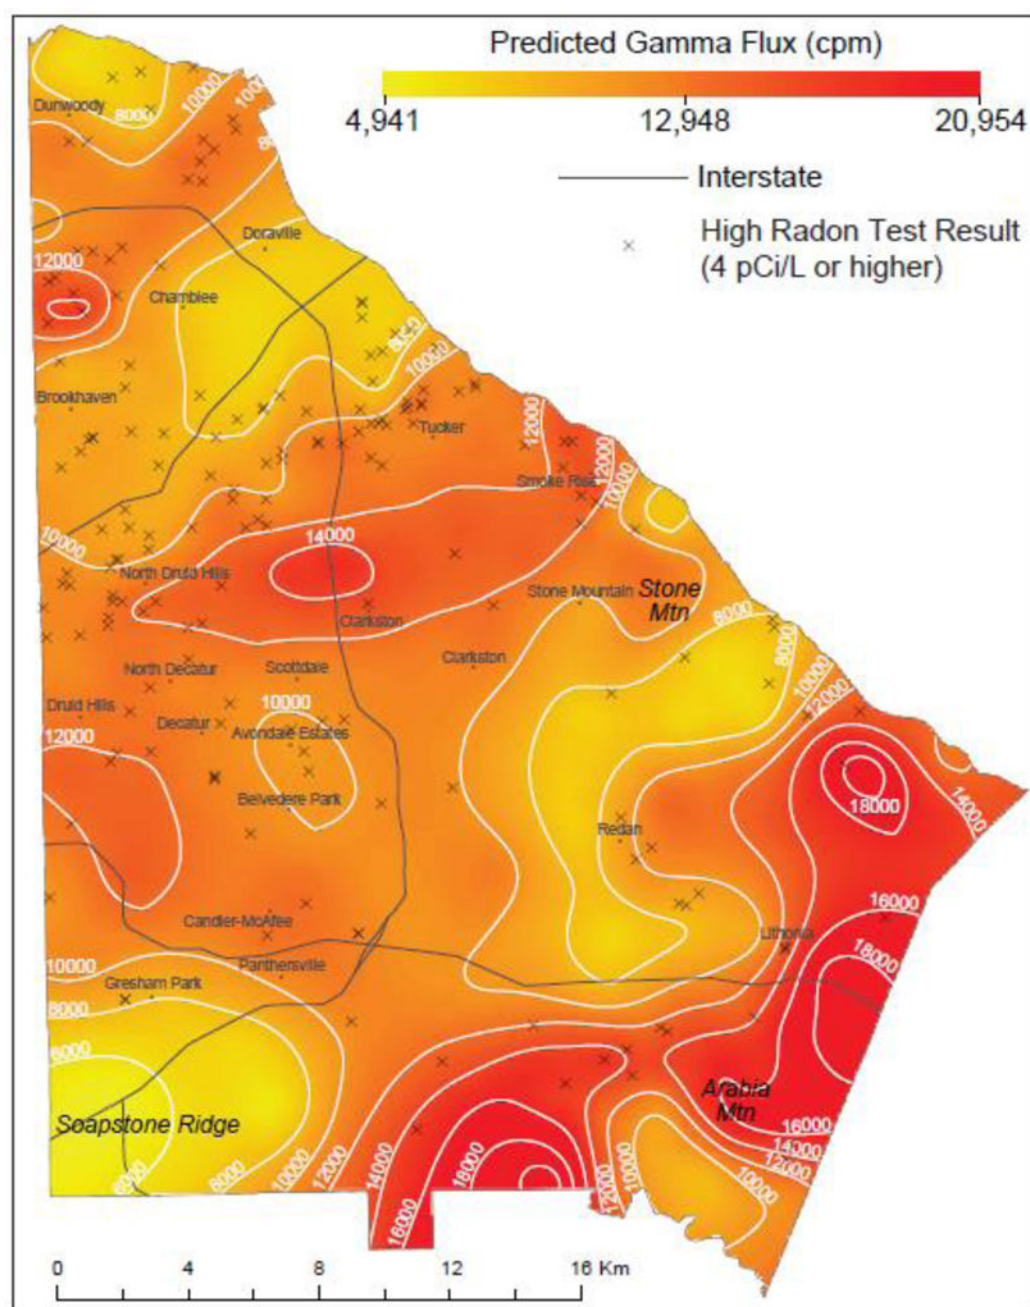 Predicted Gamma Flux (cpm)
4,941 12,948 20,954
Interstate
High Radon Test Result
(4 pCi/L or higher)
Dunwoody
8000
10000
12000
Doraville
Chamblee
8000
10000
Brookhaven
Tucker
12000
12000
Smoke Rise
10000
10000
14000
North Druid Hills
Stone Mountain
Stone
Mtn
Clarkston
8000
North Decatur
Scottdale
Clarkston
10000
12000
Druid Hills
10000
Decatur
Avondale Estates
12000
Belvedere Park
18000
14000
Redan
16000
Candler-McAfee
Lithonia
18000
Panthersville
10000
Gresham Park
8000
6000
Arabia
Mtn
Soapstone Ridge
16000
14000
12000
6000
8000
10000
12000
14000
16000
18000
12000
10000
10000
0 4 8 12 16 Km